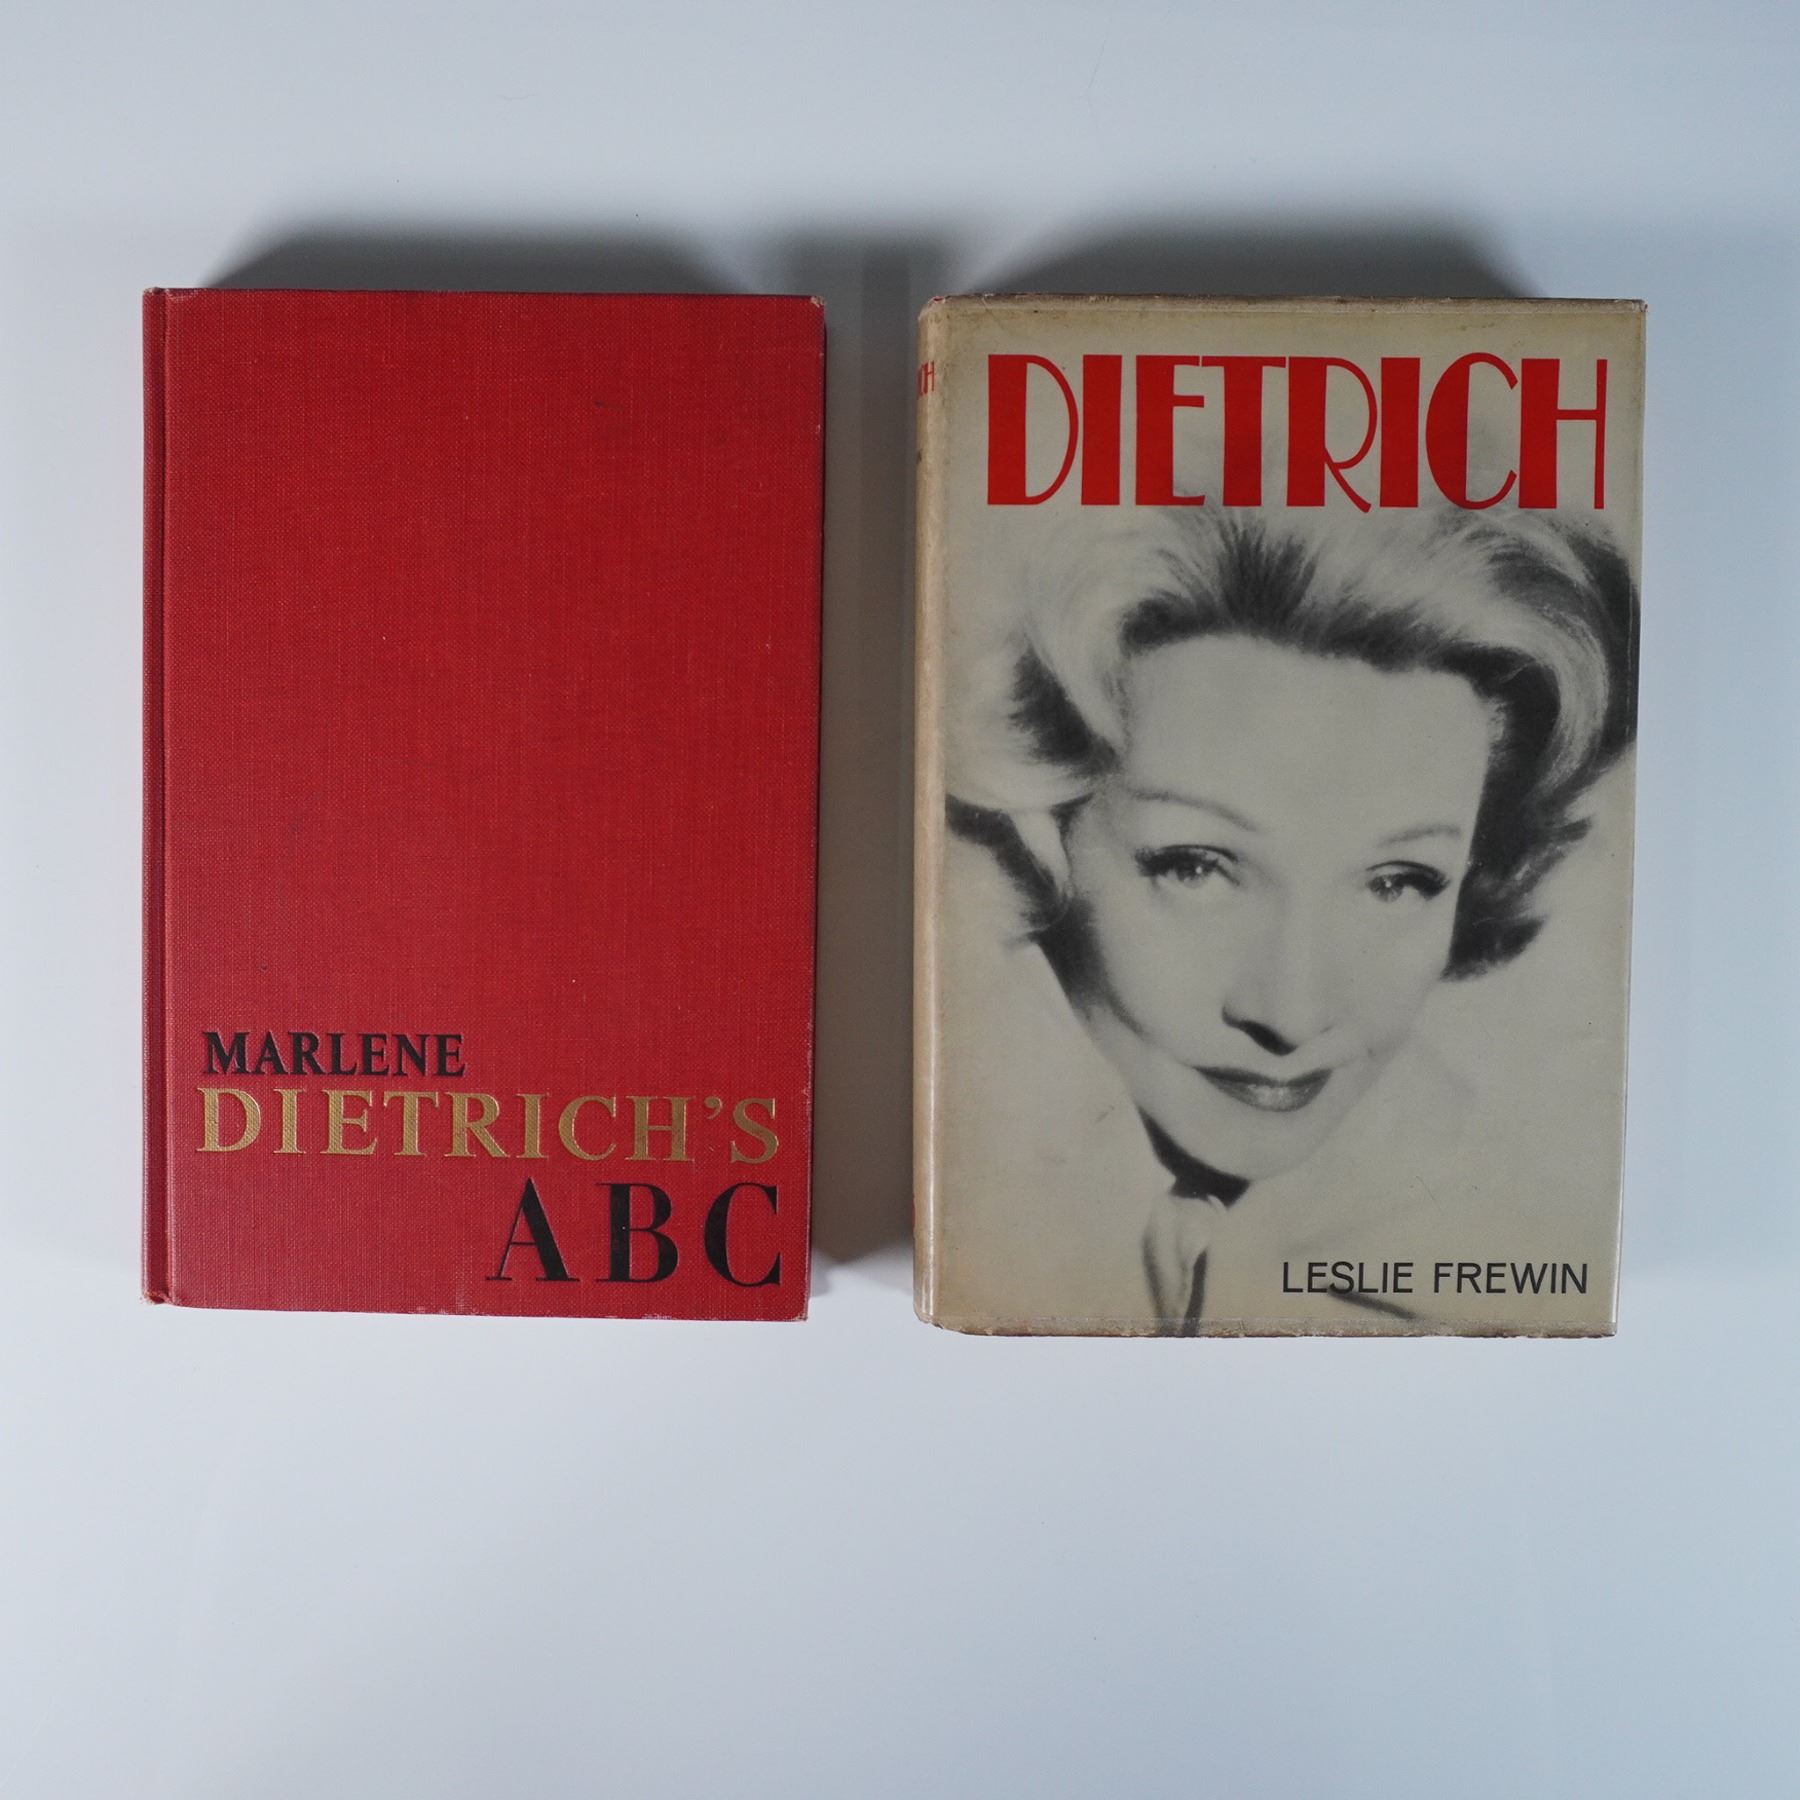 MARLENE
DIETRICH'S
ABC
DIETRICH
LESLIE FREWIN